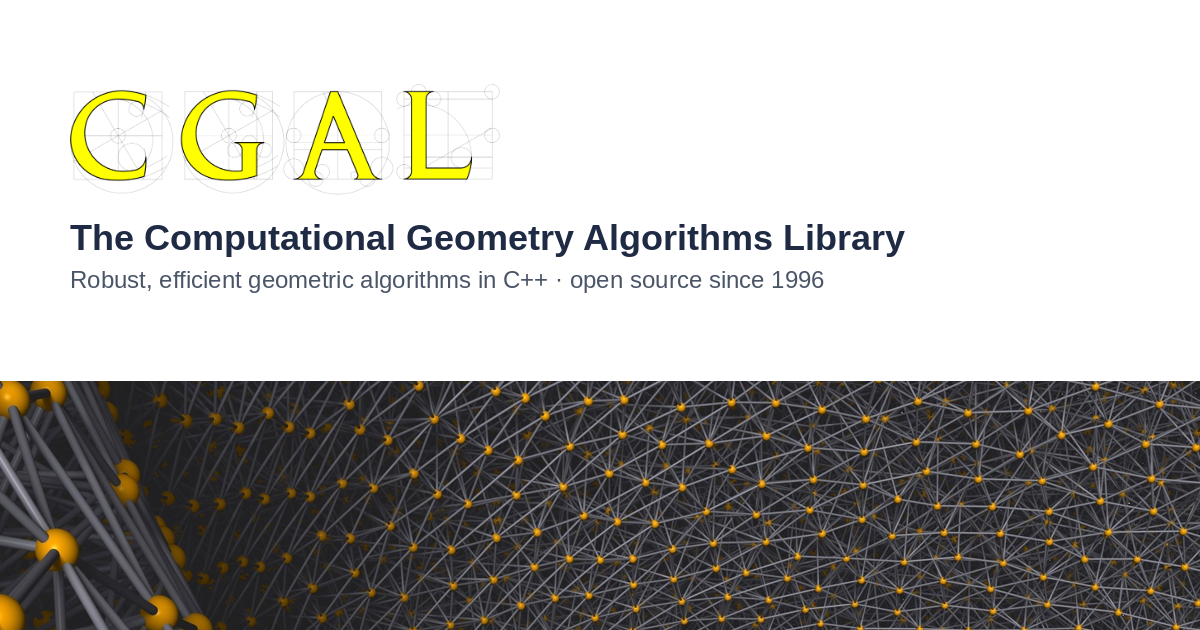 CGAL
The Computational Geometry Algorithms Library
Robust, efficient geometric algorithms in C++ · open source since 1996